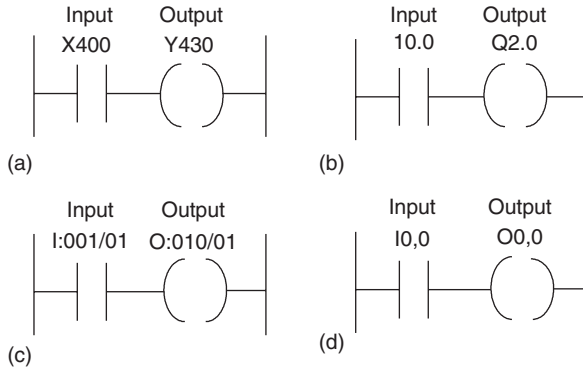 Input Output
X400 Y430
(a)
Input Output
10.0 Q2.0
(b)
Input Output
I:001/01 O:010/01
(c)
Input Output
I0,0 O0,0
(d)